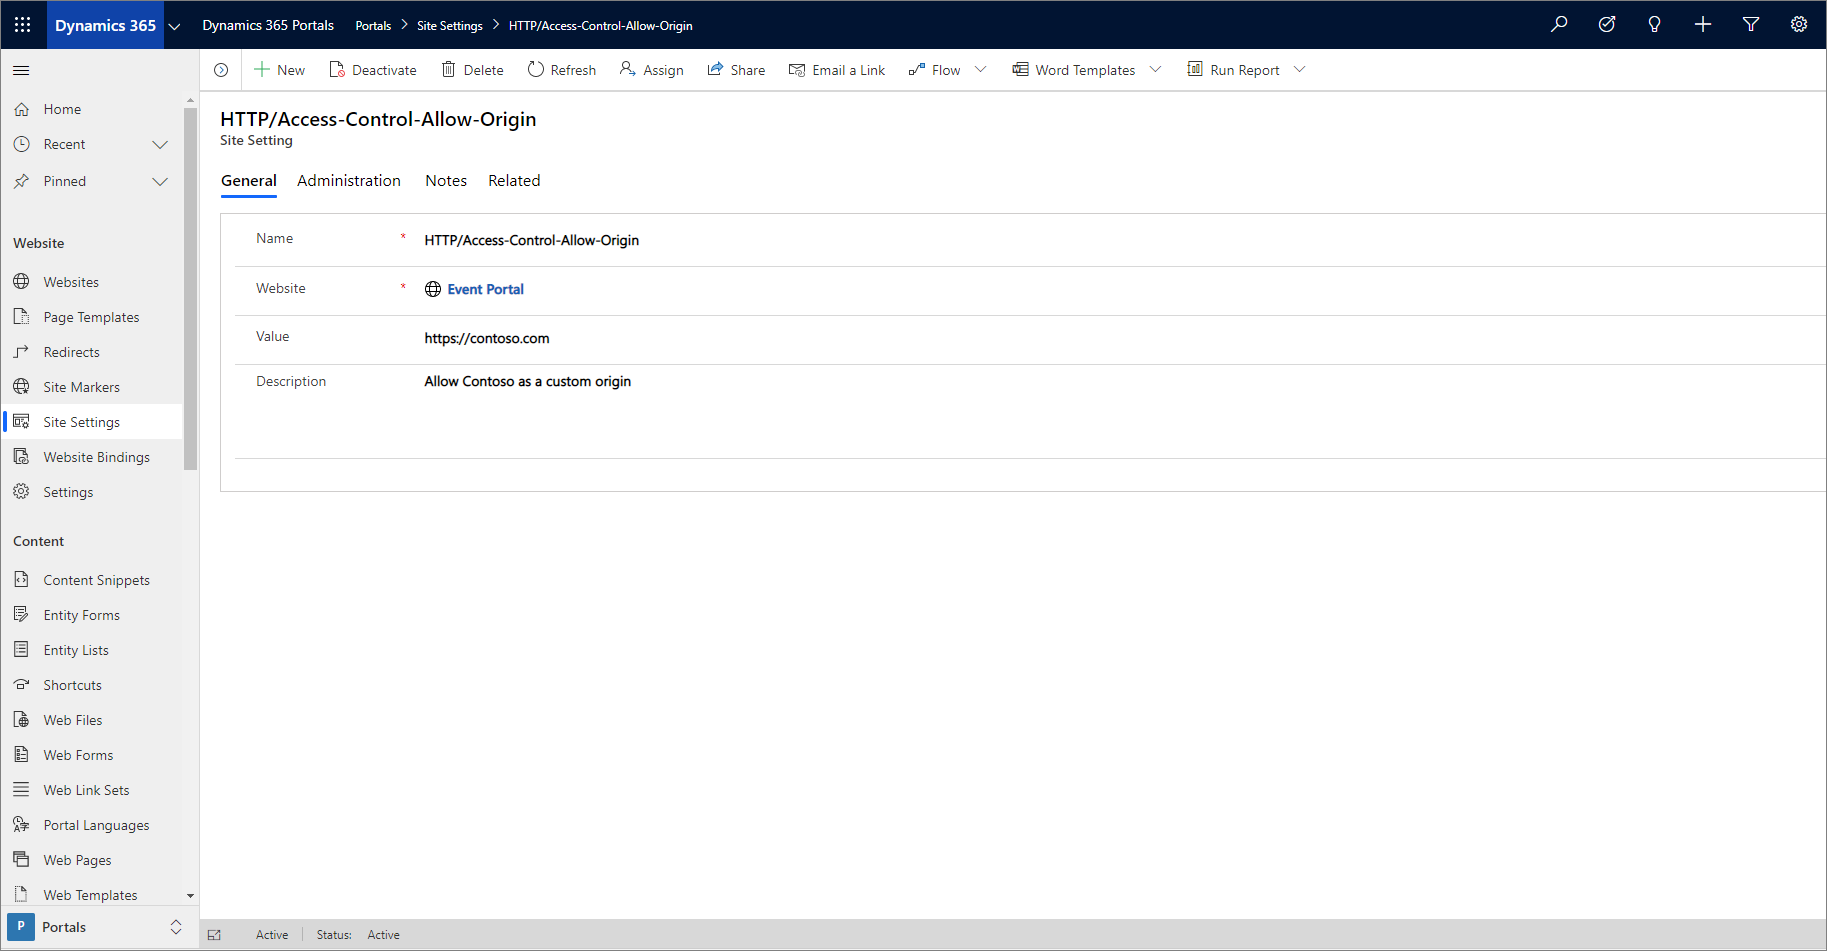 Dynamics 365 Dynamics 365 Portals Portals Site Settings HTTP/Access-Control-Allow-Origin
New Deactivate Delete Refresh Assign Share Email a Link Flow Word Templates Run Report
Home
Recent
Pinned
Website
Websites
Page Templates
Redirects
Site Markers
Site Settings
Website Bindings
Settings
Content
Content Snippets
Entity Forms
Entity Lists
Shortcuts
Web Files
Web Forms
Web Link Sets
Portal Languages
Web Pages
Web Templates
P Portals
HTTP/Access-Control-Allow-Origin
Site Setting
General Administration Notes Related
Name * HTTP/Access-Control-Allow-Origin
Website * Event Portal
Value https://contoso.com
Description Allow Contoso as a custom origin
Active Status: Active